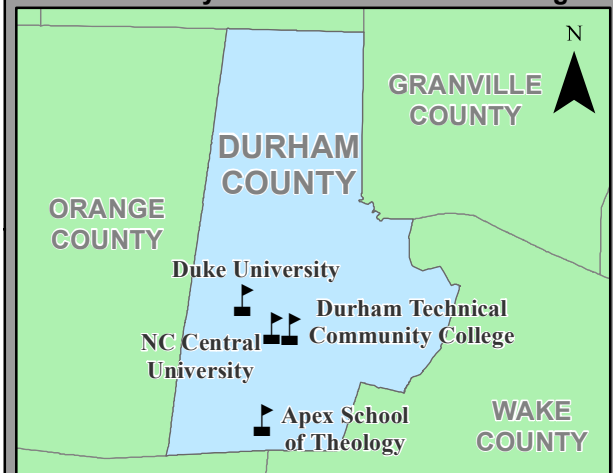 N
GRANVILLE
COUNTY
DURHAM
COUNTY
ORANGE
COUNTY
Duke University
Durham Technical
Community College
NC Central
University
Apex School
of Theology
WAKE
COUNTY